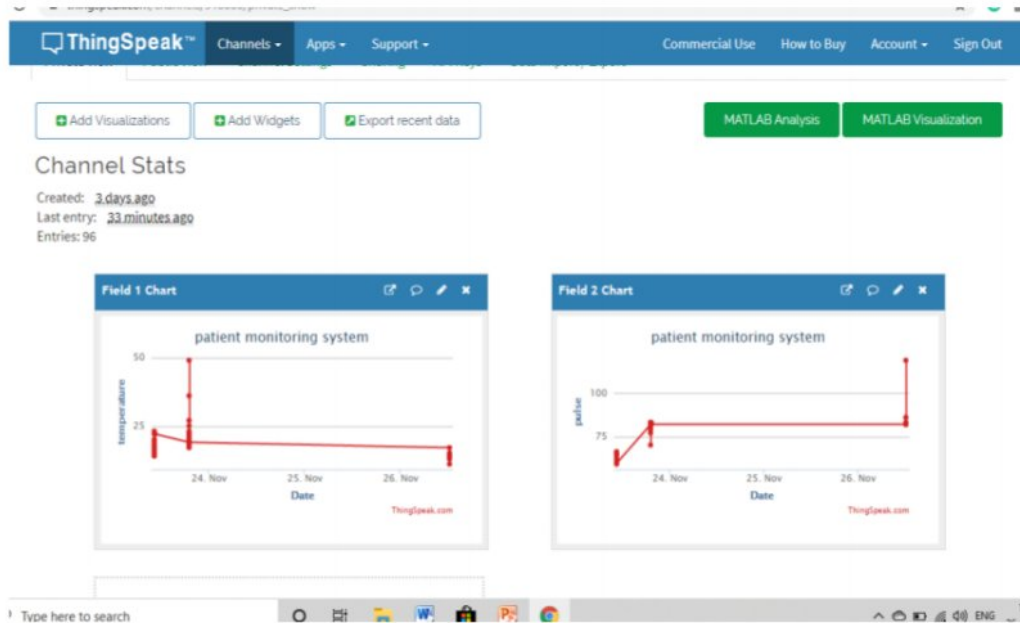 ThingSpeak™ Channels Apps Support Commercial Use How to Buy Account Sign Out
Add Visualizations Add Widgets Export recent data MATLAB Analysis MATLAB Visualization
Channel Stats
Created: 3 days ago
Last entry: 33 minutes ago
Entries: 96
Field 1 Chart
patient monitoring system
50
25
temperature
24. Nov 25. Nov 26. Nov
Date
ThingSpeak.com
Field 2 Chart
patient monitoring system
100
75
pulse
24. Nov 25. Nov 26. Nov
Date
ThingSpeak.com
Type here to search
ENG